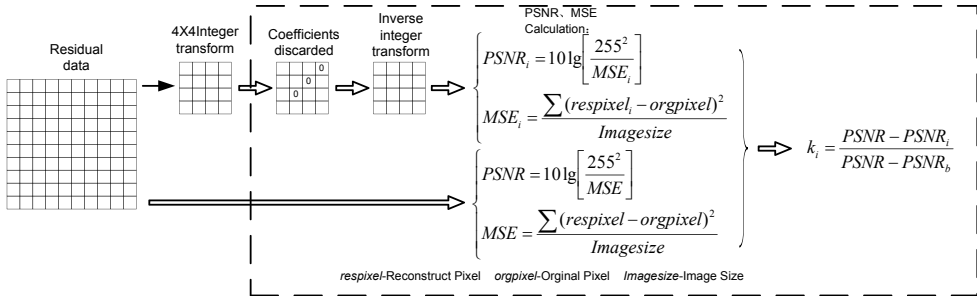 Residual
data
4X4Integer
transform
Coefficients
discarded
0
0
0
Inverse
integer
transform
PSNR、MSE
Calculation:
PSNR_i = 10lg[255^2 / MSE_i]
MSE_i = ∑(respixel_i − orgpixel)^2 / Imagesize
PSNR = 10lg[255^2 / MSE]
MSE = ∑(respixel − orgpixel)^2 / Imagesize
k_i = (PSNR − PSNR_i) / (PSNR − PSNR_b)
respixel-Reconstruct Pixel orgpixel-Orginal Pixel Imagesize-Image Size